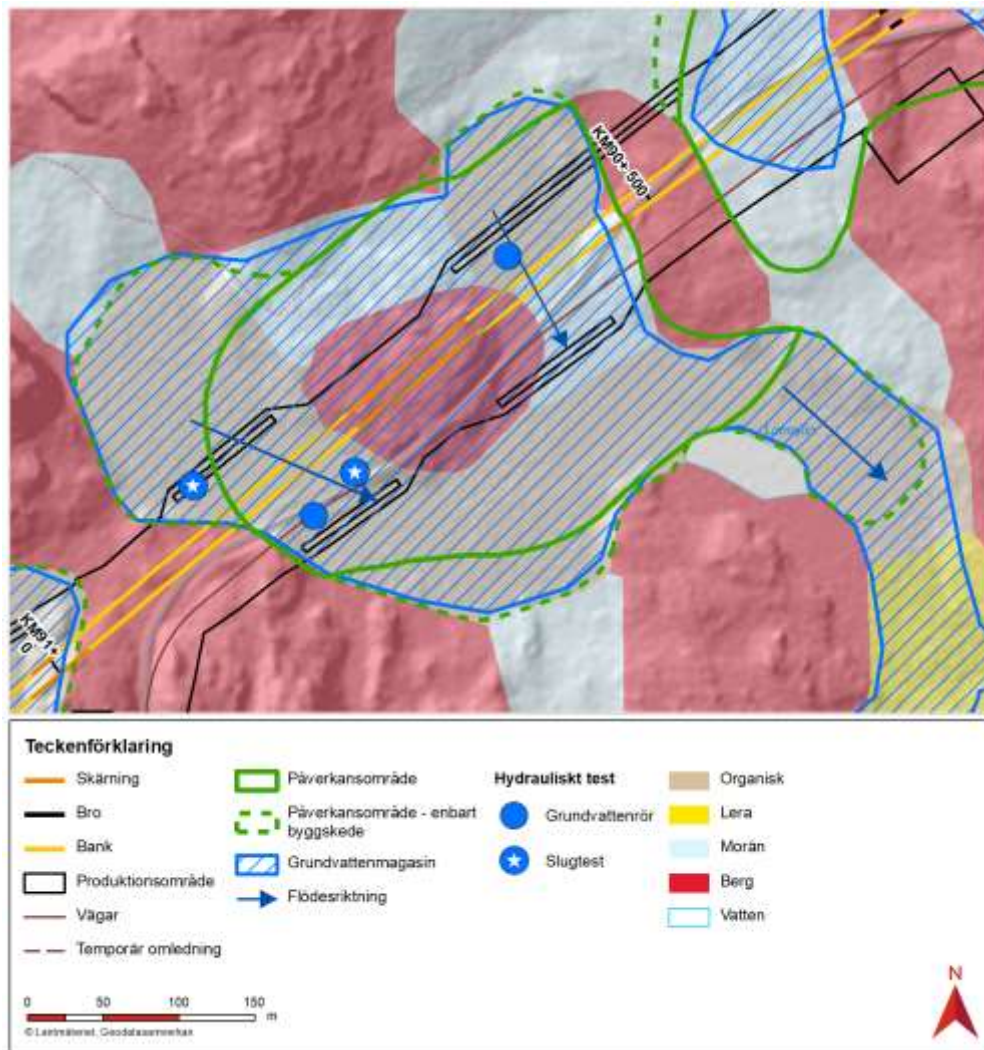 KM90+ 500
KM91+
0
Teckenförklaring
Skärning
Bro
Bank
Produktionsområde
Vägar
Temporär omledning
Påverkansområde
Påverkansområde - enbart
byggskede
Grundvattenmagasin
Flödesriktning
Hydrauliskt test
Grundvattenrör
Slugtest
Organisk
Lera
Morän
Berg
Vatten
0 50 100 150
m
© Lantmäteriet, Geodatasamverkan
N